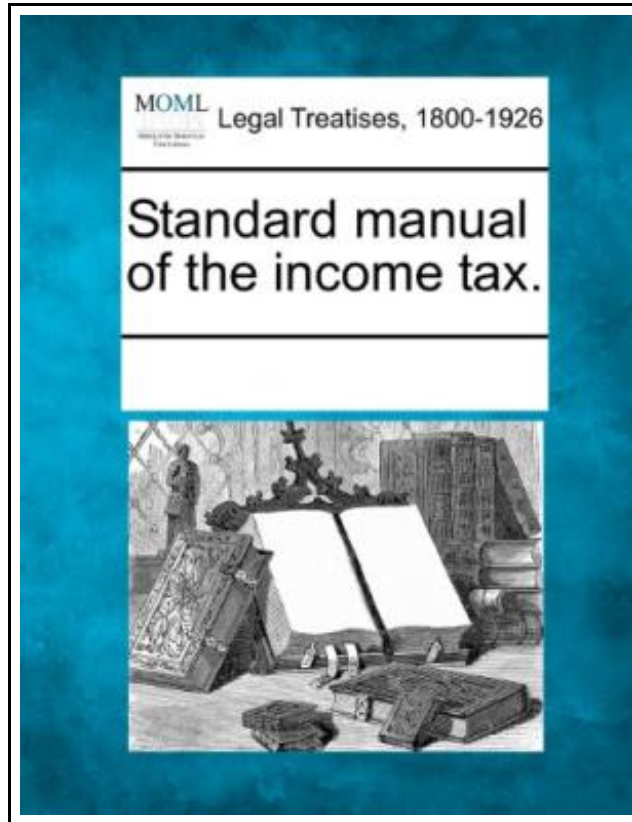 MOML
Legal Treatises, 1800-1926
Standard manual
of the income tax.